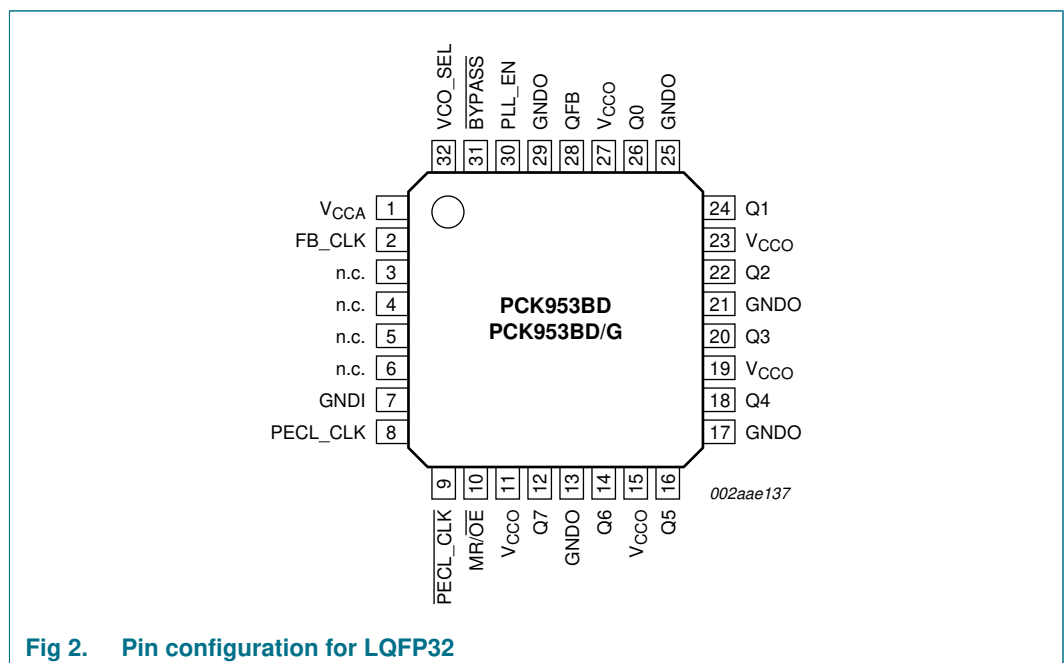 VCO_SEL
BYPASS
PLL_EN
GNDO
QFB
VCCO
Q0
GNDO
32
31
30
29
28
27
26
25
VCCA 1
FB_CLK 2
n.c. 3
n.c. 4
n.c. 5
n.c. 6
GNDI 7
PECL_CLK 8
PCK953BD
PCK953BD/G
24 Q1
23 VCCO
22 Q2
21 GNDO
20 Q3
19 VCCO
18 Q4
17 GNDO
9
10
11
12
13
14
15
16
PECL_CLK
MR/OE
VCCO
Q7
GNDO
Q6
VCCO
Q5
002aae137
Fig 2. Pin configuration for LQFP32